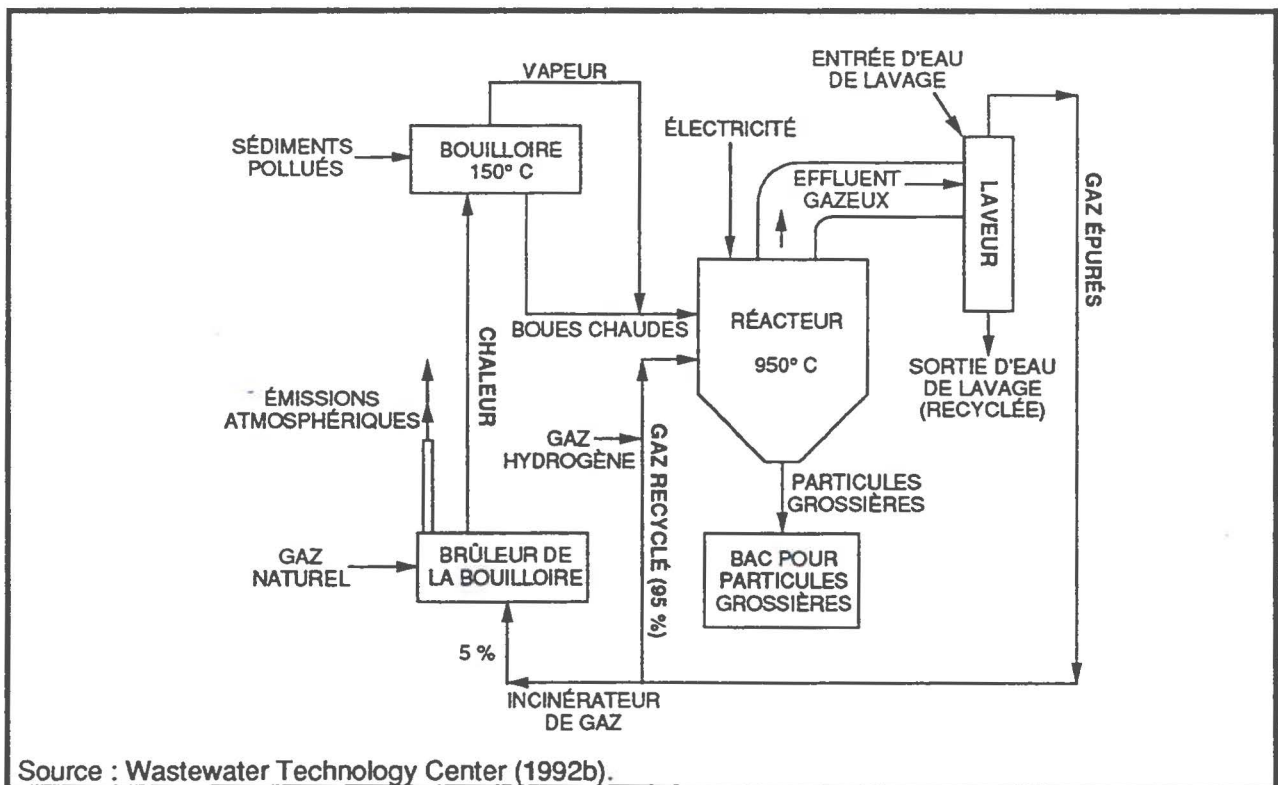 VAPEUR
ENTRÉE D'EAU
DE LAVAGE
SÉDIMENTS
POLLUÉS
BOUILLOIRE
150° C
ÉLECTRICITÉ
EFFLUENT
GAZEUX
LAVEUR
GAZ ÉPURÉS
BOUES CHAUDES
RÉACTEUR
950° C
CHALEUR
SORTIE D'EAU
DE LAVAGE
(RECYCLÉE)
ÉMISSIONS
ATMOSPHÉRIQUES
GAZ
HYDROGÈNE
GAZ RECYCLÉ (95 %)
PARTICULES
GROSSIÈRES
GAZ
NATUREL
BRÛLEUR DE
LA BOUILLOIRE
BAC POUR
PARTICULES
GROSSIÈRES
5 %
INCINÉRATEUR
DE GAZ
Source : Wastewater Technology Center (1992b).